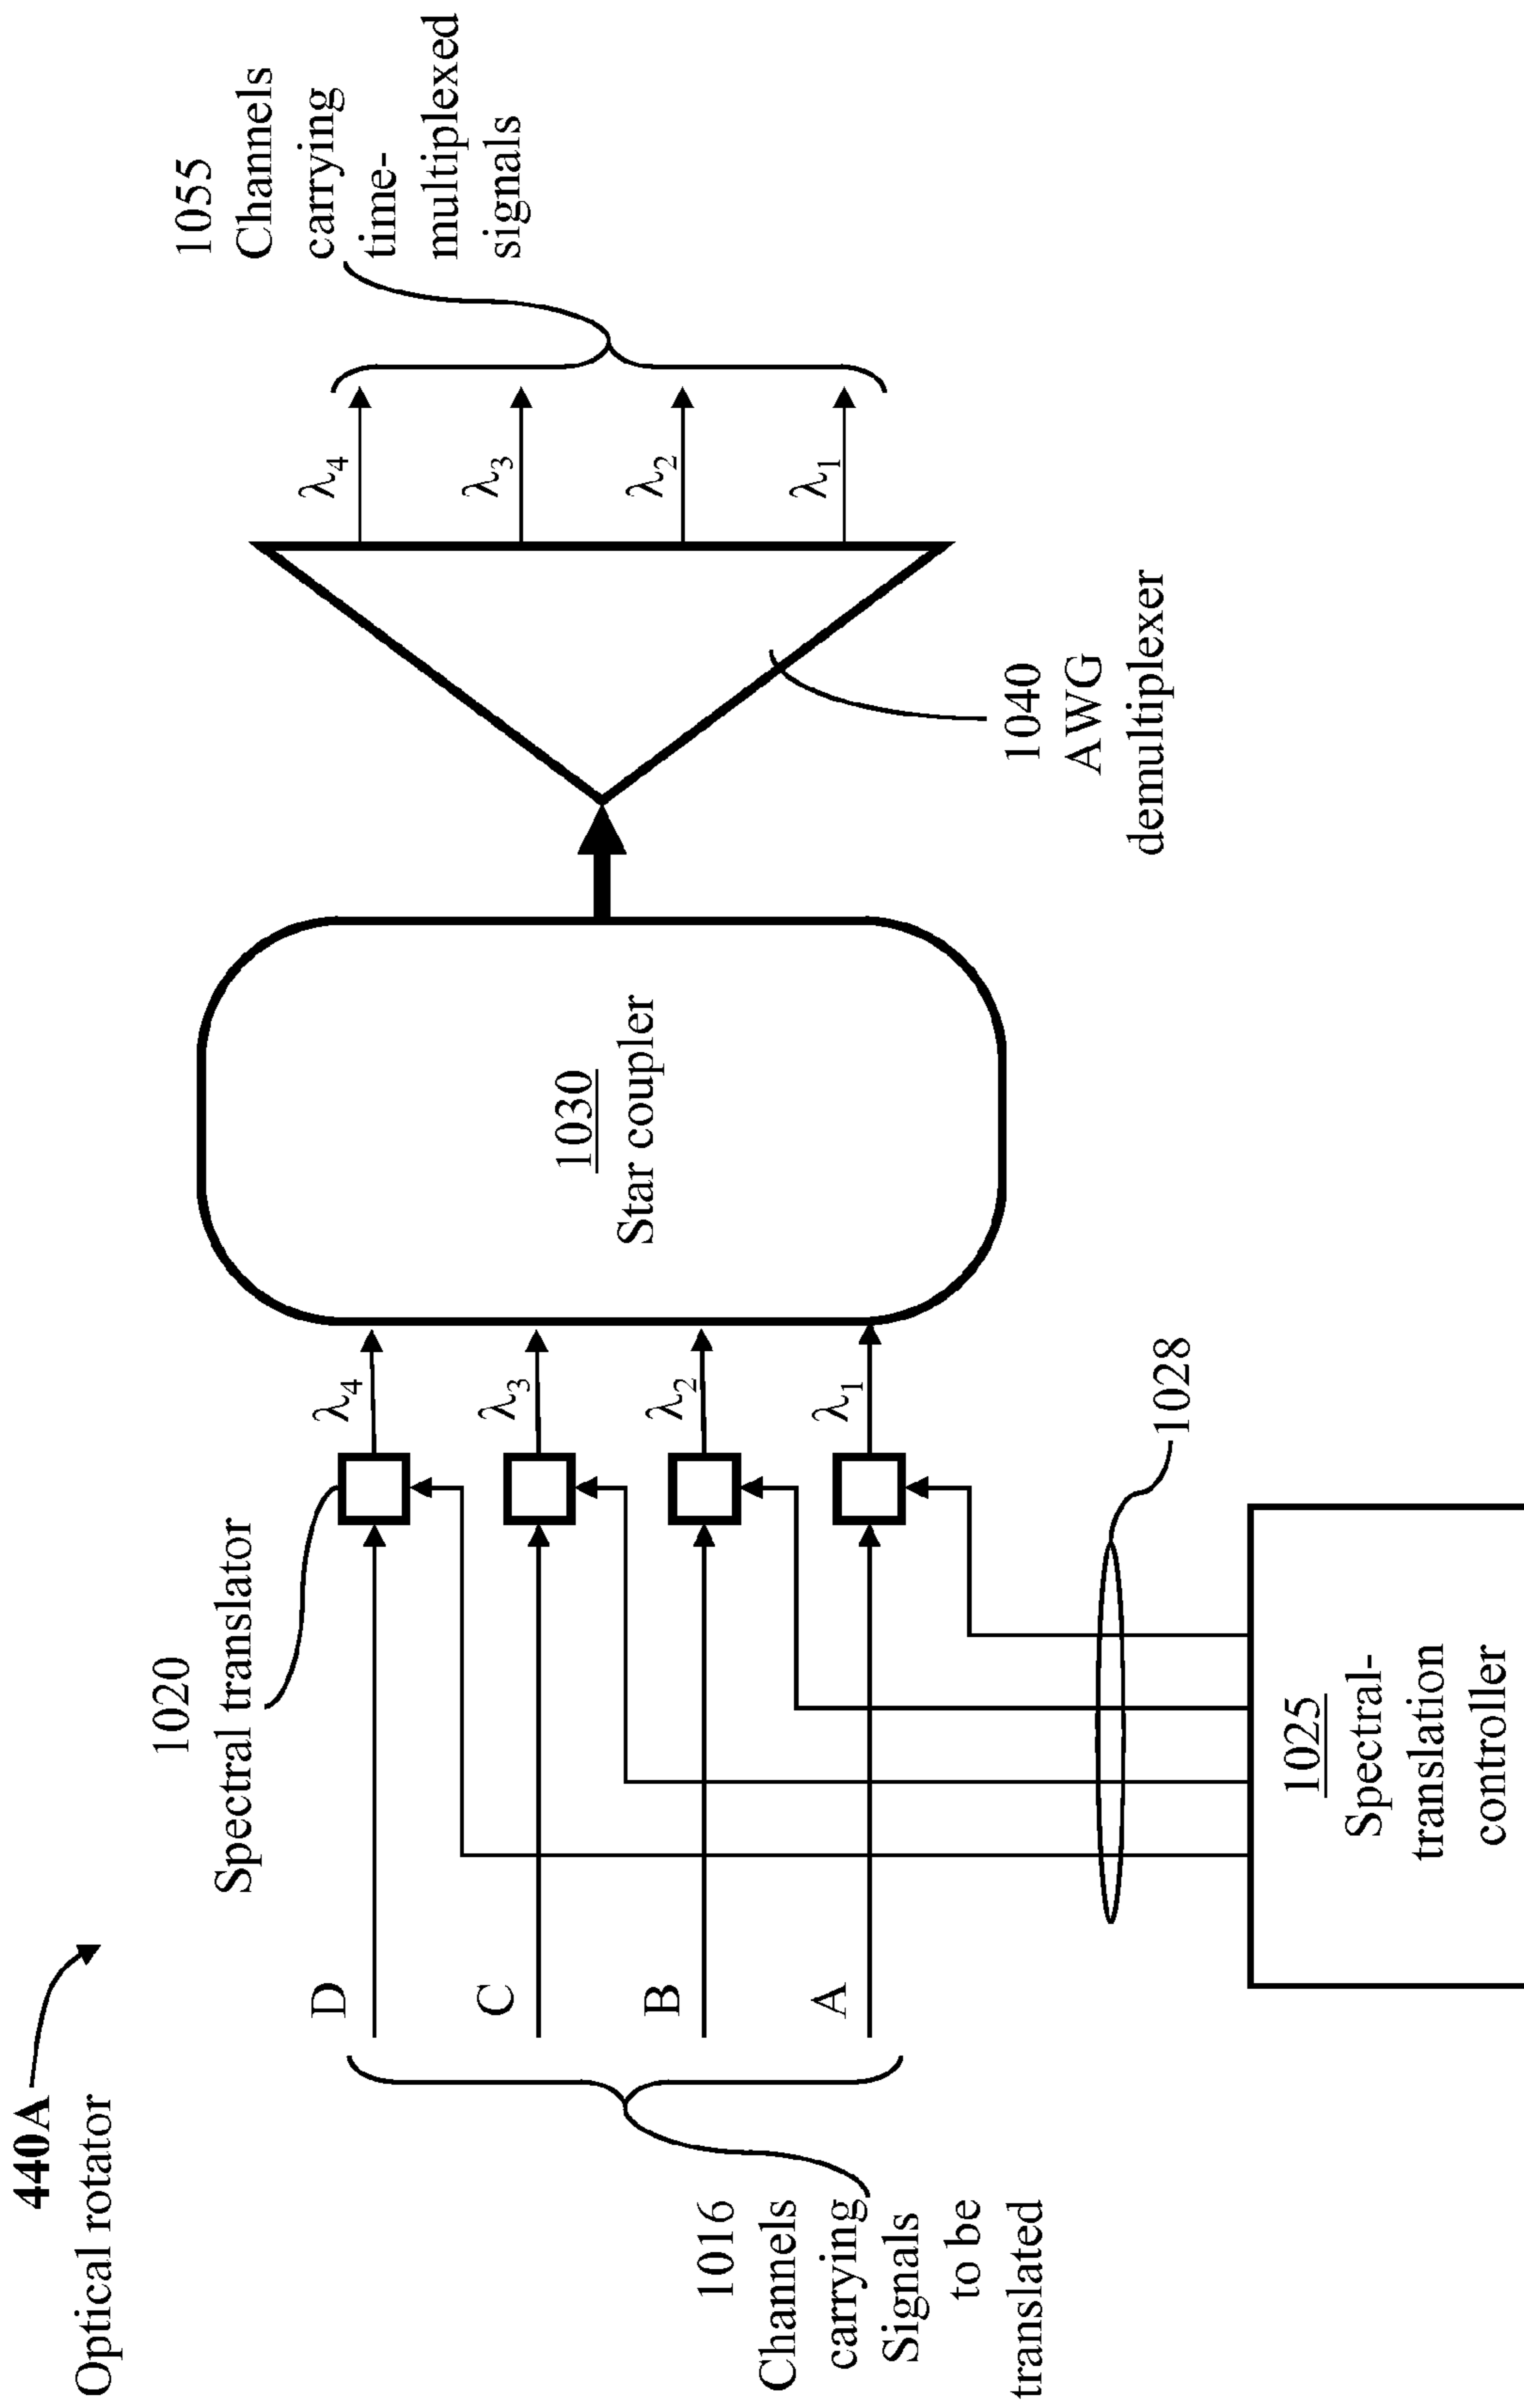 440A
Optical rotator
1020
Spectral translator
1055
Channels
carrying
time-
multiplexed
signals
D
C
B
A
λ4
λ3
λ2
λ1
1030
Star coupler
λ4
λ3
λ2
λ1
1016
Channels
carrying
Signals
to be
translated
1028
1040
AWG
demultiplexer
1025
Spectral-
translation
controller